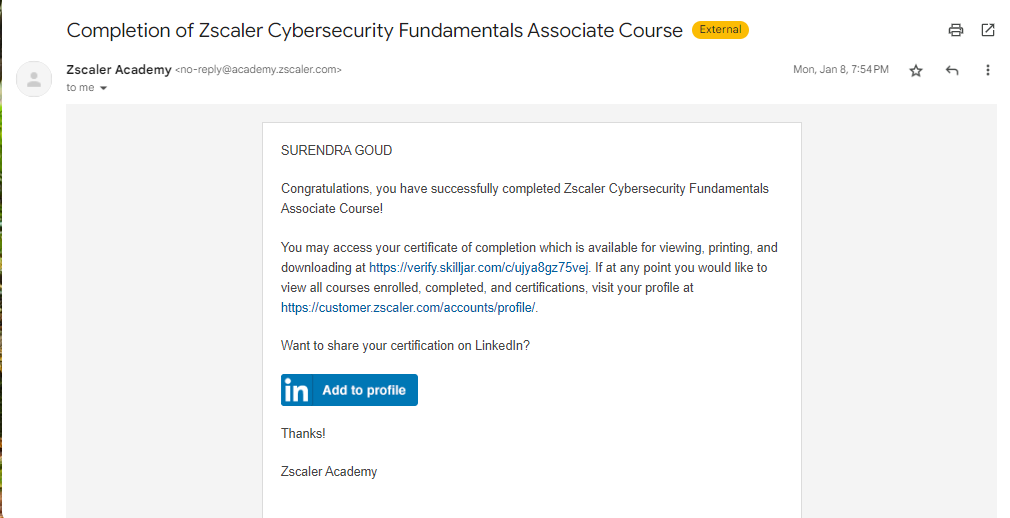 Completion of Zscaler Cybersecurity Fundamentals Associate Course External
Zscaler Academy <no-reply@academy.zscaler.com> Mon, Jan 8, 7:54 PM
to me
SURENDRA GOUD
Congratulations, you have successfully completed Zscaler Cybersecurity Fundamentals
Associate Course!
You may access your certificate of completion which is available for viewing, printing, and
downloading at https://verify.skilljar.com/c/ujya8gz75vej. If at any point you would like to
view all courses enrolled, completed, and certifications, visit your profile at
https://customer.zscaler.com/accounts/profile/.
Want to share your certification on LinkedIn?
in Add to profile
Thanks!
Zscaler Academy